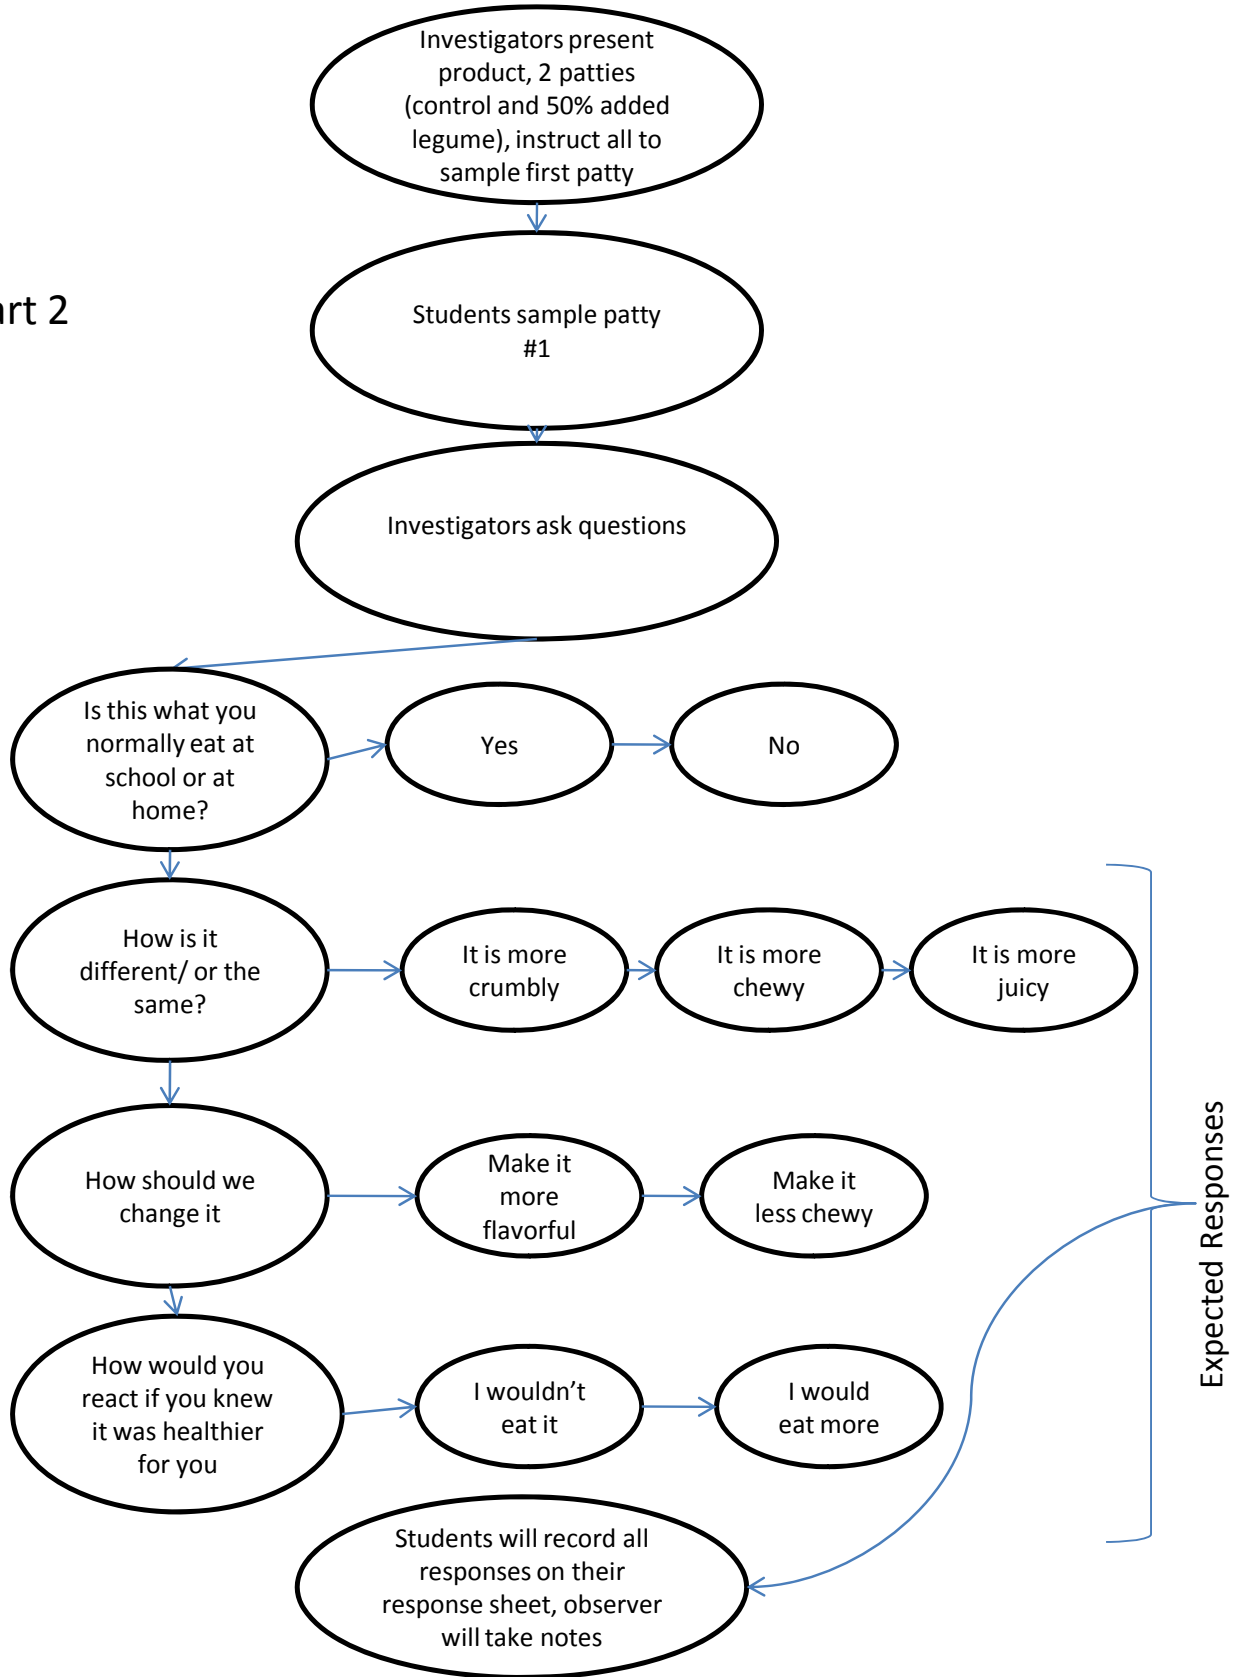 Investigators present
product, 2 patties
(control and 50% added
legume), instruct all to
sample first patty
art 2
Students sample patty
#1
Investigators ask questions
Is this what you
normally eat at
school or at
home?
Yes
No
How is it
different/ or the
same?
It is more
crumbly
It is more
chewy
It is more
juicy
How should we
change it
Make it
more
flavorful
Make it
less chewy
How would you
react if you knew
it was healthier
for you
I wouldn’t
eat it
I would
eat more
Expected Responses
Students will record all
responses on their
response sheet, observer
will take notes